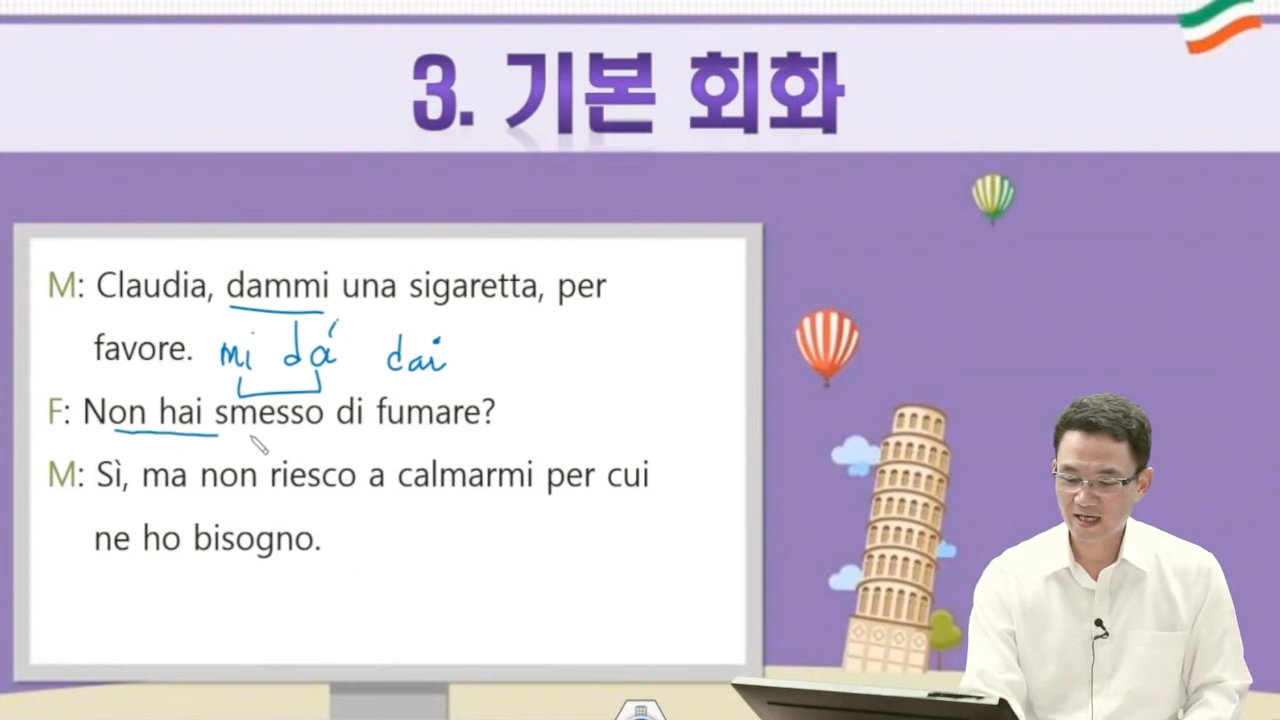 3. 기본 회화
M: Claudia, dammi una sigaretta, per
favore. mi dá dai
F: Non hai smesso di fumare?
M: Sì, ma non riesco a calmarmi per cui
ne ho bisogno.